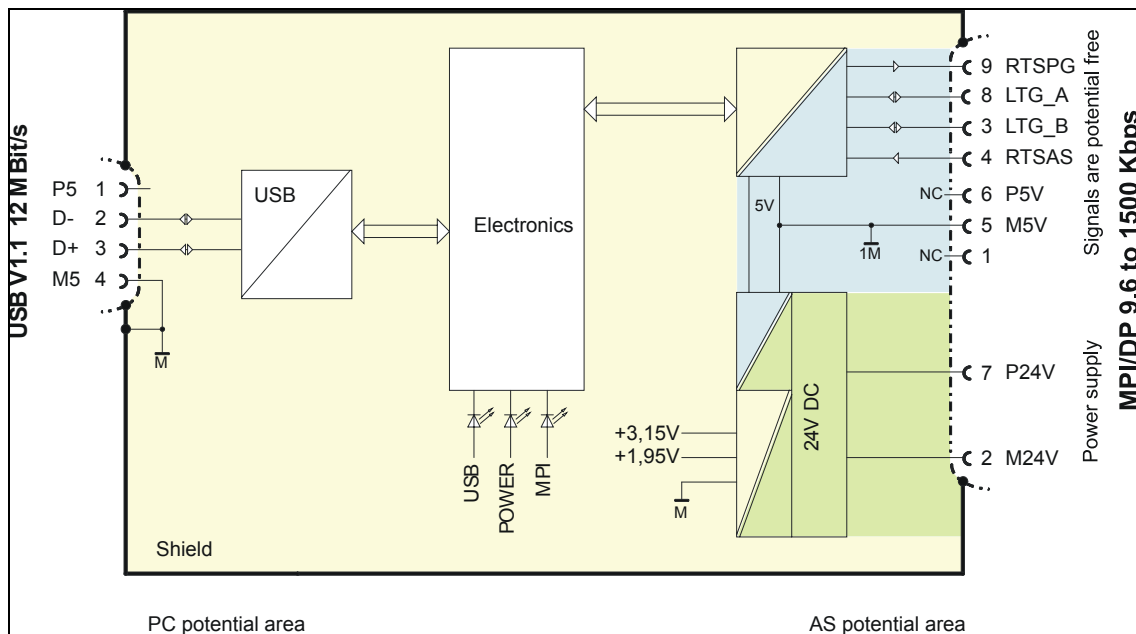 USB V1.1 12 M Bit/s
P5 1
D- 2
D+ 3
M5 4
M
USB
Electronics
USB
POWER
MPI
+3,15V
+1,95V
M
5V
1M
24V DC
NC
NC
9 RTSPG
8 LTG_A
3 LTG_B
4 RTSAS
6 P5V
5 M5V
1
7 P24V
2 M24V
Signals are potential free
Power supply
MPI/DP 9.6 to 1500 Kbps
Shield
PC potential area
AS potential area